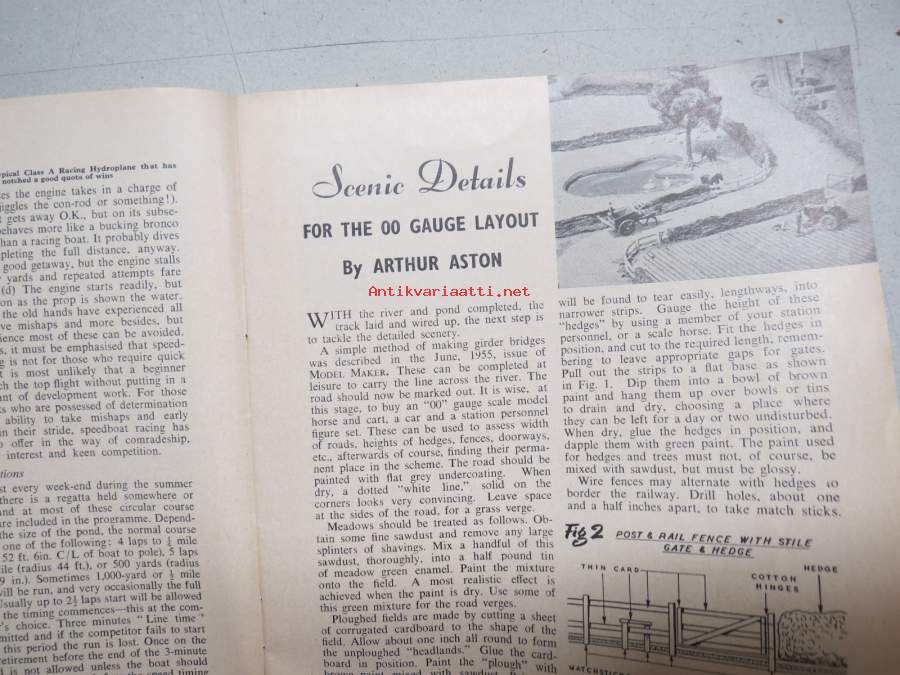 ypical Class A Racing Hydroplane that has
notched a good quota of wins
es the engine takes in a charge of
jiggles the con-rod or something!).
t gets away O.K., but on its subse-
behaves more like a bucking bronco
han a racing boat. It probably dives
pleting the full distance, anyway.
good getaway, but the engine stalls
yards and repeated attempts fare
(d) The engine starts readily, but
on as the prop is shown the water.
the old hands have experienced all
ve mishaps and more besides, but
ience most of these can be avoided.
s, it must be emphasised that speed-
g is not for those who require quick
t is most unlikely that a beginner
ch the top flight without putting in a
nt of development work. For those
s who are possessed of determination
ability to take mishaps and early
in their stride, speedboat racing has
o offer in the way of comradeship,
interest and keen competition.
tions
st every week-end during the summer
there is a regatta held somewhere or
nd at most of these circular course
re included in the programme. Depend-
the size of the pond, the normal course
one of the following: 4 laps to ¼ mile
52 ft. 6in. C/L of boat to pole), 5 laps
ile (radius 44 ft.), or 500 yards (radius
9 in.). Sometimes 1,000-yard or ½ mile
will be run, and very occasionally the full
Usually up to 2½ laps start will be allowed
the timing commences—this at the com-
r's choice. Three minutes "Line time"
mitted and if the competitor fails to start
this period the run is lost. Once on the
retirement before the end of the 3-minute
d is not allowed unless the boat should
Scenic Details
FOR THE OO GAUGE LAYOUT
By ARTHUR ASTON
Antikvariaatti.net
WITH the river and pond completed, the
track laid and wired up, the next step is
to tackle the detailed scenery.
A simple method of making girder bridges
was described in the June, 1955, issue of
MODEL MAKER. These can be completed at
leisure to carry the line across the river. The
road should now be marked out. It is wise, at
this stage, to buy an "00" gauge scale model
horse and cart, a car and a station personnel
figure set. These can be used to assess width
of roads, heights of hedges, fences, doorways,
etc., afterwards of course, finding their perma-
nent place in the scheme. The road should be
painted with flat grey undercoating. When
dry, a dotted "white line," solid on the
corners looks very convincing. Leave space
at the sides of the road, for a grass verge.
Meadows should be treated as follows. Ob-
tain some fine sawdust and remove any large
splinters of shavings. Mix a handful of this
sawdust, thoroughly, into a half pound tin
of meadow green enamel. Paint the mixture
onto the field. A most realistic effect is
achieved when the paint is dry. Use some of
this green mixture for the road verges.
Ploughed fields are made by cutting a sheet
of corrugated cardboard to the shape of the
field. Allow about one inch all round to form
the unploughed "headlands." Glue the card-
board in position. Paint the "plough" with
brown paint mixed with sawdust,
will be found to tear easily, lengthways, into
narrower strips. Gauge the height of these
"hedges" by using a member of your station
personnel, or a scale horse. Fit the hedges in
position, and cut to the required length, remem-
bering to leave appropriate gaps for gates.
Pull out the strips to a flat base as shown
in Fig. 1. Dip them into a bowl of brown
paint and hang them up over bowls or tins
to drain and dry, choosing a place where
they can be left for a day or two undisturbed.
When dry, glue the hedges in position, and
dapple them with green paint. The paint used
for hedges and trees must not, of course, be
mixed with sawdust, but must be glossy.
Wire fences may alternate with hedges to
border the railway. Drill holes, about one
and a half inches apart, to take match sticks.
Fig 2 POST & RAIL FENCE WITH STILE
GATE & HEDGE
THIN CARD
COTTON
HINGES
HEDGE
MATCHSTICKS